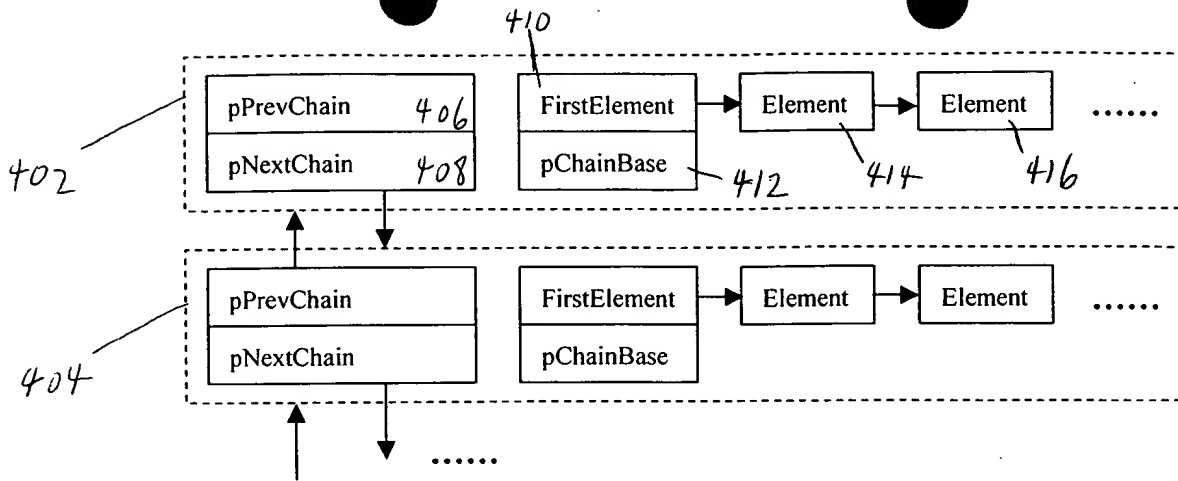 410
pPrevChain 406 FirstElement Element Element ......
402 pNextChain 408 pChainBase 412 414 416
pPrevChain FirstElement Element Element ......
404 pNextChain pChainBase
......